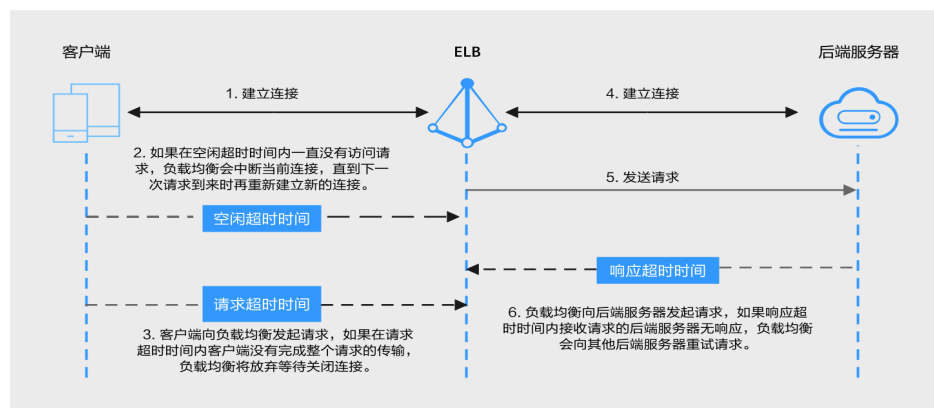 客户端
ELB
后端服务器
1. 建立连接
4. 建立连接
2. 如果在空闲超时时间内一直没有访问请
求，负载均衡会中断当前连接，直到下一
次请求到来时再重新建立新的连接。
5. 发送请求
空闲超时时间
响应超时时间
请求超时时间
3. 客户端向负载均衡发起请求，如果在请求
超时时间内客户端没有完成整个请求的传输，
负载均衡将放弃等待关闭连接。
6. 负载均衡向后端服务器发起请求，如果响应超
时时间内接收请求的后端服务器无响应，负载均衡
会向其他后端服务器重试请求。